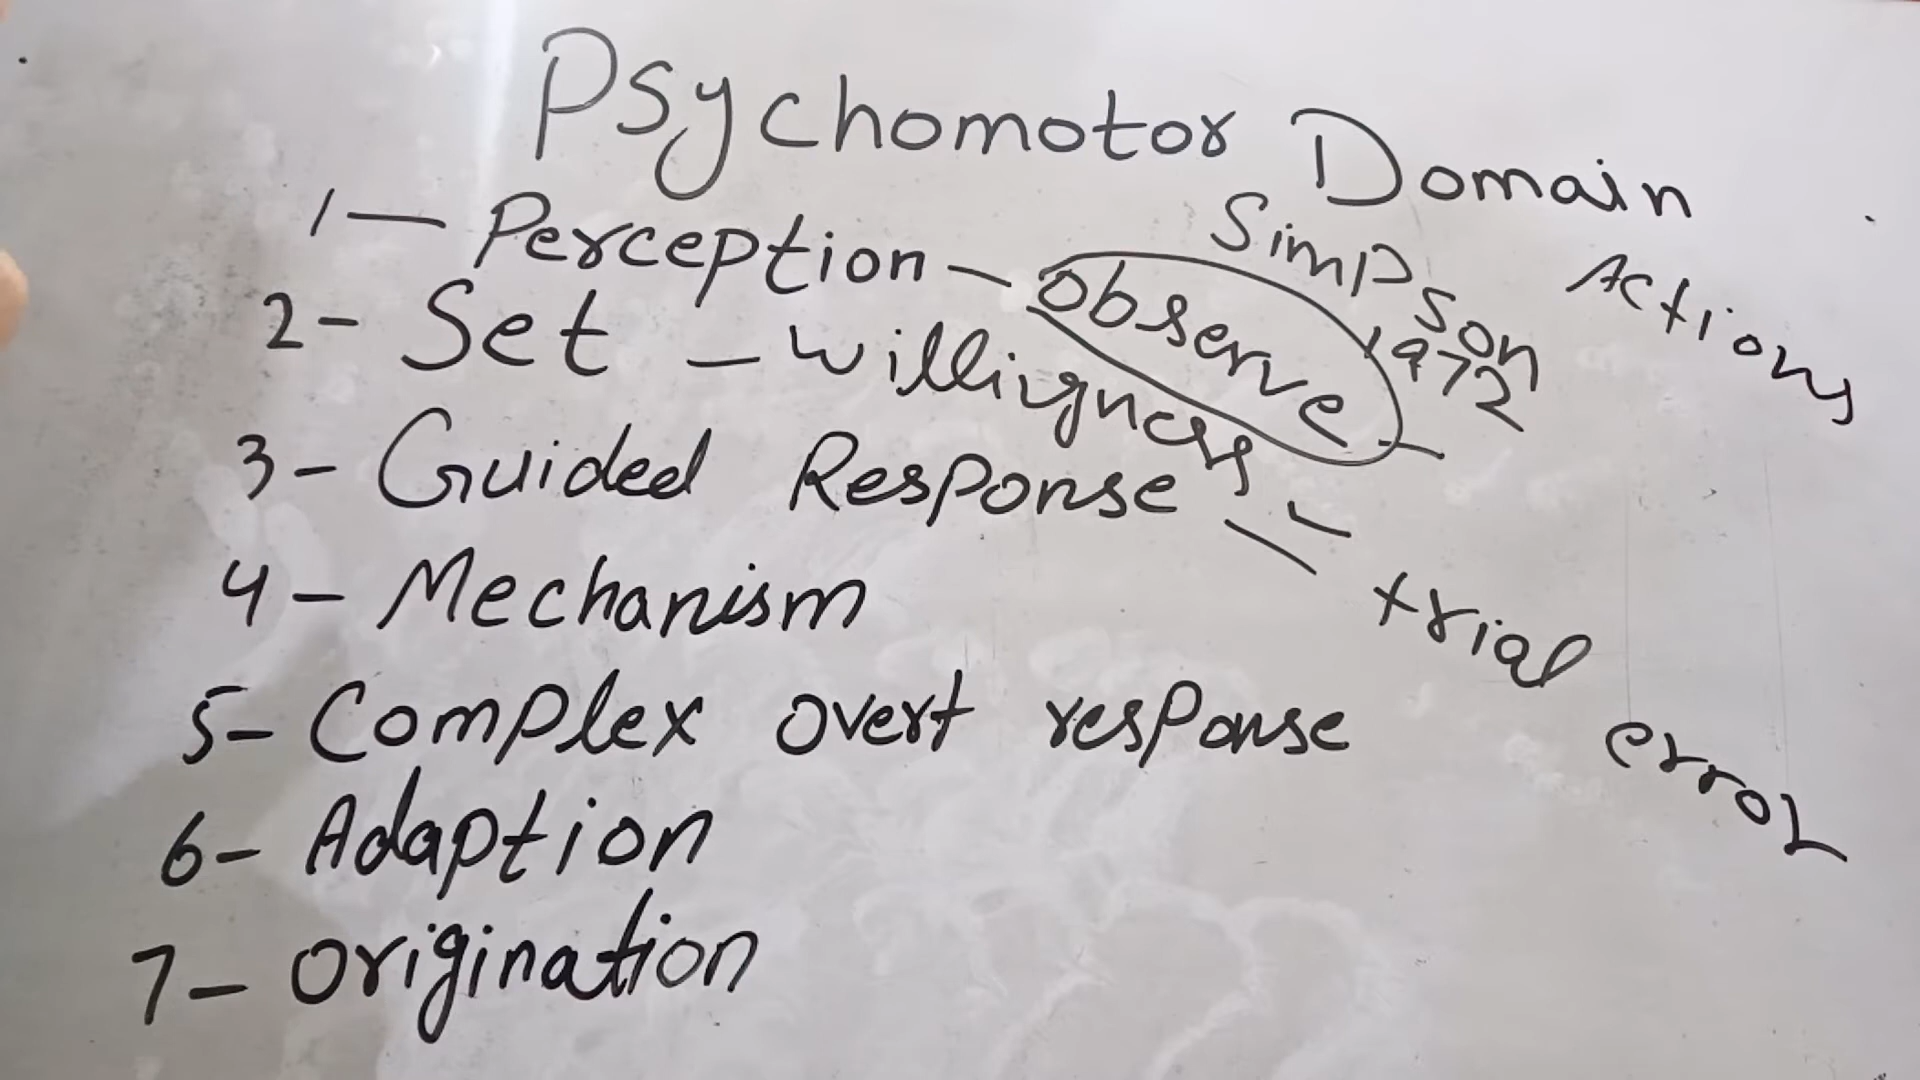 Psychomotor Domain
Simpson 1972
Actions
1 — Perception — observe —
2 - Set — willigness
3 - Guided Response — trial error
4 - Mechanism
5 - Complex overt response
6 - Adaption
7 - Origination